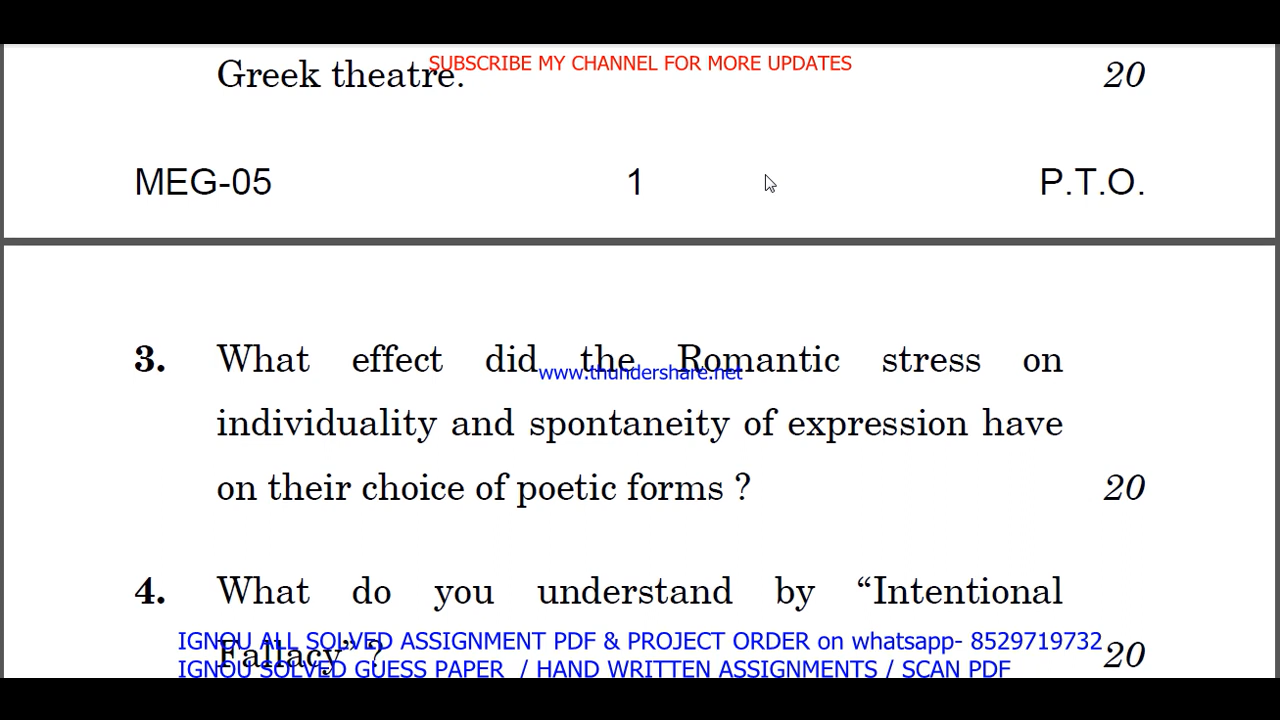 SUBSCRIBE MY CHANNEL FOR MORE UPDATES
Greek theatre. 20
MEG-05 1 P.T.O.
3. What effect did the Romantic stress on
www.thundershare.net
individuality and spontaneity of expression have
on their choice of poetic forms ? 20
4. What do you understand by “Intentional
IGNOU ALL SOLVED ASSIGNMENT PDF & PROJECT ORDER on whatsapp- 8529719732
Fallacy” ? 20
IGNOU SOLVED GUESS PAPER / HAND WRITTEN ASSIGNMENTS / SCAN PDF